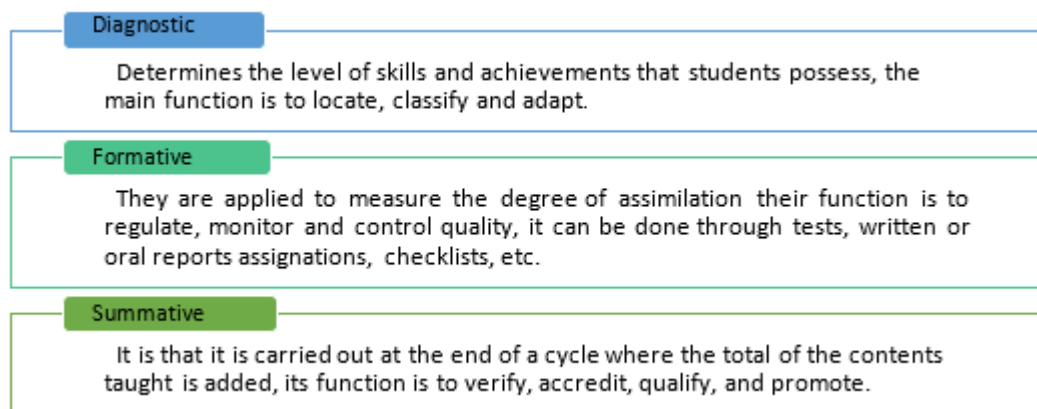 Diagnostic
Determines the level of skills and achievements that students possess, the
main function is to locate, classify and adapt.
Formative
They are applied to measure the degree of assimilation their function is to
regulate, monitor and control quality, it can be done through tests, written or
oral reports assignations, checklists, etc.
Summative
It is that it is carried out at the end of a cycle where the total of the contents
taught is added, its function is to verify, accredit, qualify, and promote.